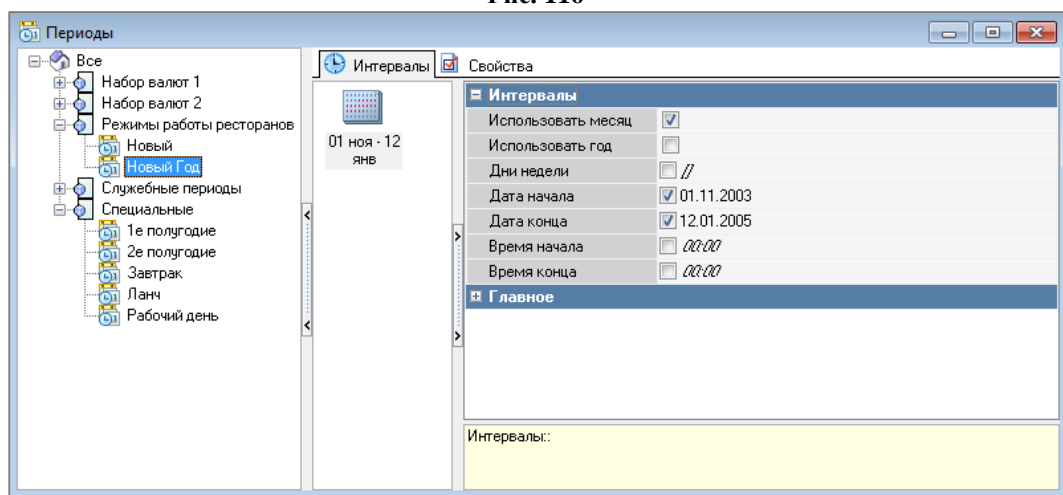 Рис. 116
Периоды
Все
Набор валют 1
Набор валют 2
Режимы работы ресторанов
Новый
Новый Год
Служебные периоды
Специальные
1е полугодие
2е полугодие
Завтрак
Ланч
Рабочий день
Интервалы
Свойства
01 ноя - 12
янв
Интервалы
Использовать месяц
Использовать год
Дни недели //
Дата начала 01.11.2003
Дата конца 12.01.2005
Время начала 00:00
Время конца 00:00
Главное
Интервалы::